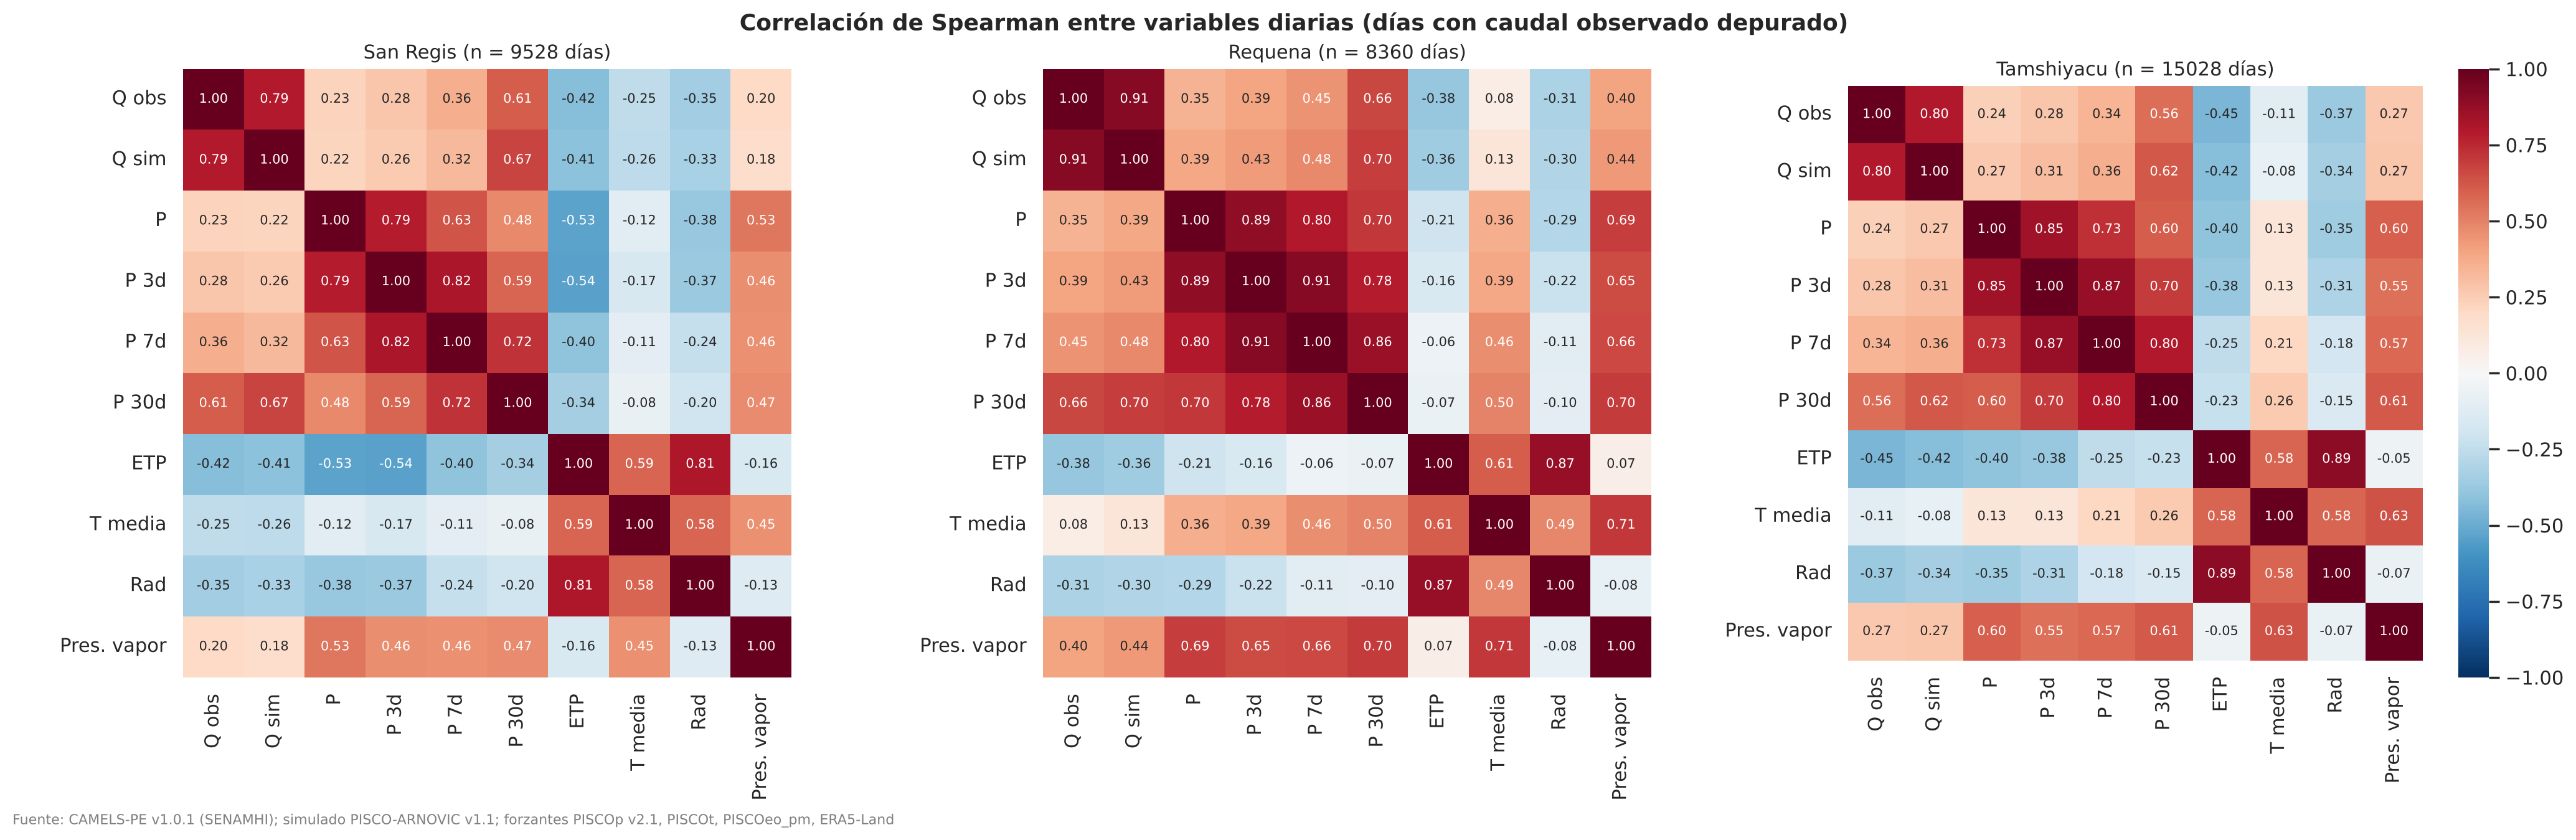 Correlación de Spearman entre variables diarias (días con caudal observado depurado)
San Regis (n = 9528 días)
Q obs 1.00 0.79 0.23 0.28 0.36 0.61 -0.42 -0.25 -0.35 0.20
Q sim 0.79 1.00 0.22 0.26 0.32 0.67 -0.41 -0.26 -0.33 0.18
P 0.23 0.22 1.00 0.79 0.63 0.48 -0.53 -0.12 -0.38 0.53
P 3d 0.28 0.26 0.79 1.00 0.82 0.59 -0.54 -0.17 -0.37 0.46
P 7d 0.36 0.32 0.63 0.82 1.00 0.72 -0.40 -0.11 -0.24 0.46
P 30d 0.61 0.67 0.48 0.59 0.72 1.00 -0.34 -0.08 -0.20 0.47
ETP -0.42 -0.41 -0.53 -0.54 -0.40 -0.34 1.00 0.59 0.81 -0.16
T media -0.25 -0.26 -0.12 -0.17 -0.11 -0.08 0.59 1.00 0.58 0.45
Rad -0.35 -0.33 -0.38 -0.37 -0.24 -0.20 0.81 0.58 1.00 -0.13
Pres. vapor 0.20 0.18 0.53 0.46 0.46 0.47 -0.16 0.45 -0.13 1.00
Q obs Q sim P P 3d P 7d P 30d ETP T media Rad Pres. vapor
Requena (n = 8360 días)
Q obs 1.00 0.91 0.35 0.39 0.45 0.66 -0.38 0.08 -0.31 0.40
Q sim 0.91 1.00 0.39 0.43 0.48 0.70 -0.36 0.13 -0.30 0.44
P 0.35 0.39 1.00 0.89 0.80 0.70 -0.21 0.36 -0.29 0.69
P 3d 0.39 0.43 0.89 1.00 0.91 0.78 -0.16 0.39 -0.22 0.65
P 7d 0.45 0.48 0.80 0.91 1.00 0.86 -0.06 0.46 -0.11 0.66
P 30d 0.66 0.70 0.70 0.78 0.86 1.00 -0.07 0.50 -0.10 0.70
ETP -0.38 -0.36 -0.21 -0.16 -0.06 -0.07 1.00 0.61 0.87 0.07
T media 0.08 0.13 0.36 0.39 0.46 0.50 0.61 1.00 0.49 0.71
Rad -0.31 -0.30 -0.29 -0.22 -0.11 -0.10 0.87 0.49 1.00 -0.08
Pres. vapor 0.40 0.44 0.69 0.65 0.66 0.70 0.07 0.71 -0.08 1.00
Q obs Q sim P P 3d P 7d P 30d ETP T media Rad Pres. vapor
Tamshiyacu (n = 15028 días)
Q obs 1.00 0.80 0.24 0.28 0.34 0.56 -0.45 -0.11 -0.37 0.27
Q sim 0.80 1.00 0.27 0.31 0.36 0.62 -0.42 -0.08 -0.34 0.27
P 0.24 0.27 1.00 0.85 0.73 0.60 -0.40 0.13 -0.35 0.60
P 3d 0.28 0.31 0.85 1.00 0.87 0.70 -0.38 0.13 -0.31 0.55
P 7d 0.34 0.36 0.73 0.87 1.00 0.80 -0.25 0.21 -0.18 0.57
P 30d 0.56 0.62 0.60 0.70 0.80 1.00 -0.23 0.26 -0.15 0.61
ETP -0.45 -0.42 -0.40 -0.38 -0.25 -0.23 1.00 0.58 0.89 -0.05
T media -0.11 -0.08 0.13 0.13 0.21 0.26 0.58 1.00 0.58 0.63
Rad -0.37 -0.34 -0.35 -0.31 -0.18 -0.15 0.89 0.58 1.00 -0.07
Pres. vapor 0.27 0.27 0.60 0.55 0.57 0.61 -0.05 0.63 -0.07 1.00
Q obs Q sim P P 3d P 7d P 30d ETP T media Rad Pres. vapor
1.00
0.75
0.50
0.25
0.00
−0.25
−0.50
−0.75
−1.00
Fuente: CAMELS-PE v1.0.1 (SENAMHI); simulado PISCO-ARNOVIC v1.1; forzantes PISCOp v2.1, PISCOt, PISCOeo_pm, ERA5-Land